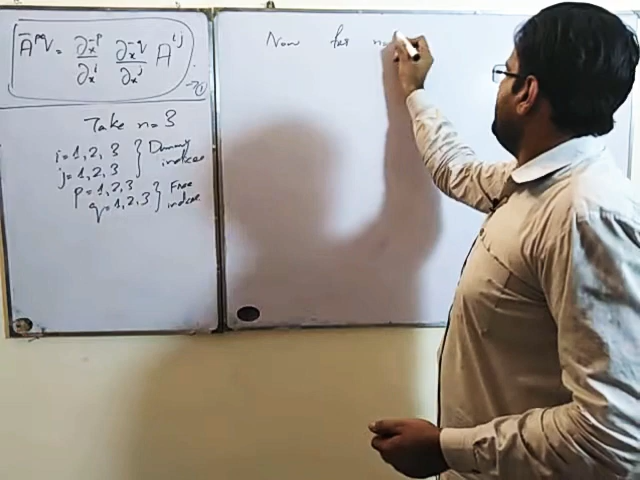 Ā^pq = ∂x̄^p/∂x^i ∂x̄^q/∂x^j A^ij
→①
Take n=3
i=1,2,3 } Dummy
j=1,2,3 } indices
p=1,2,3 } Free
q=1,2,3 } indices
Now for n